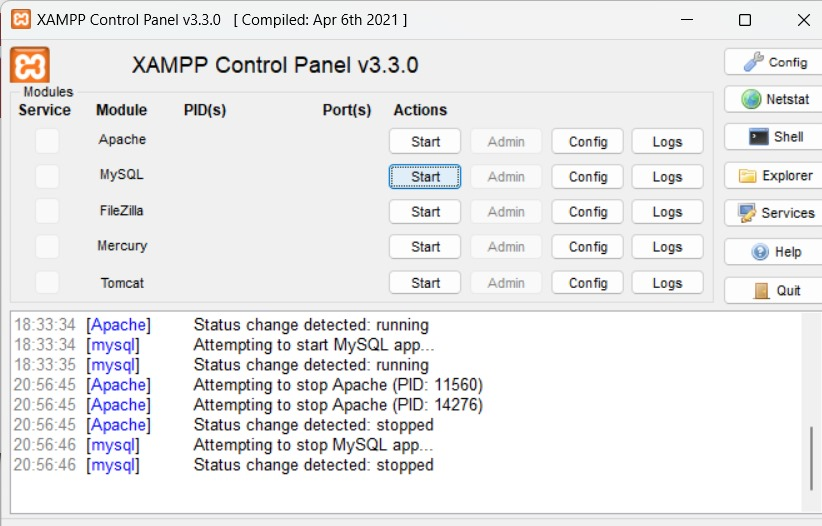 XAMPP Control Panel v3.3.0 [ Compiled: Apr 6th 2021 ]
XAMPP Control Panel v3.3.0
Config
Modules
Service Module PID(s) Port(s) Actions
Netstat
Apache Start Admin Config Logs
Shell
MySQL Start Admin Config Logs
Explorer
FileZilla Start Admin Config Logs
Services
Mercury Start Admin Config Logs
Help
Tomcat Start Admin Config Logs
Quit
18:33:34 [Apache] Status change detected: running
18:33:34 [mysql] Attempting to start MySQL app...
18:33:35 [mysql] Status change detected: running
20:56:45 [Apache] Attempting to stop Apache (PID: 11560)
20:56:45 [Apache] Attempting to stop Apache (PID: 14276)
20:56:45 [Apache] Status change detected: stopped
20:56:46 [mysql] Attempting to stop MySQL app...
20:56:46 [mysql] Status change detected: stopped